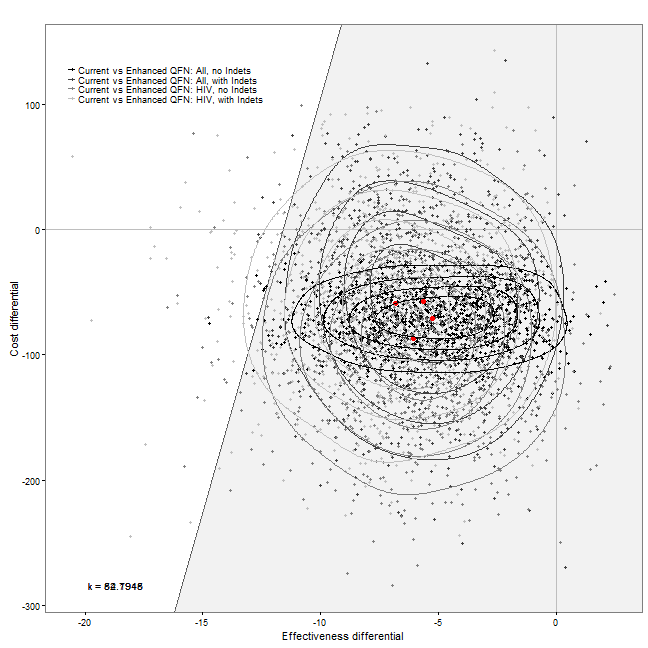 Current vs Enhanced QFN: All, no Indets
Current vs Enhanced QFN: All, with Indets
Current vs Enhanced QFN: HIV, no Indets
Current vs Enhanced QFN: HIV, with Indets
100
0
-100
-200
-300
Cost differential
k =
-20
-15
-10
-5
0
Effectiveness differential